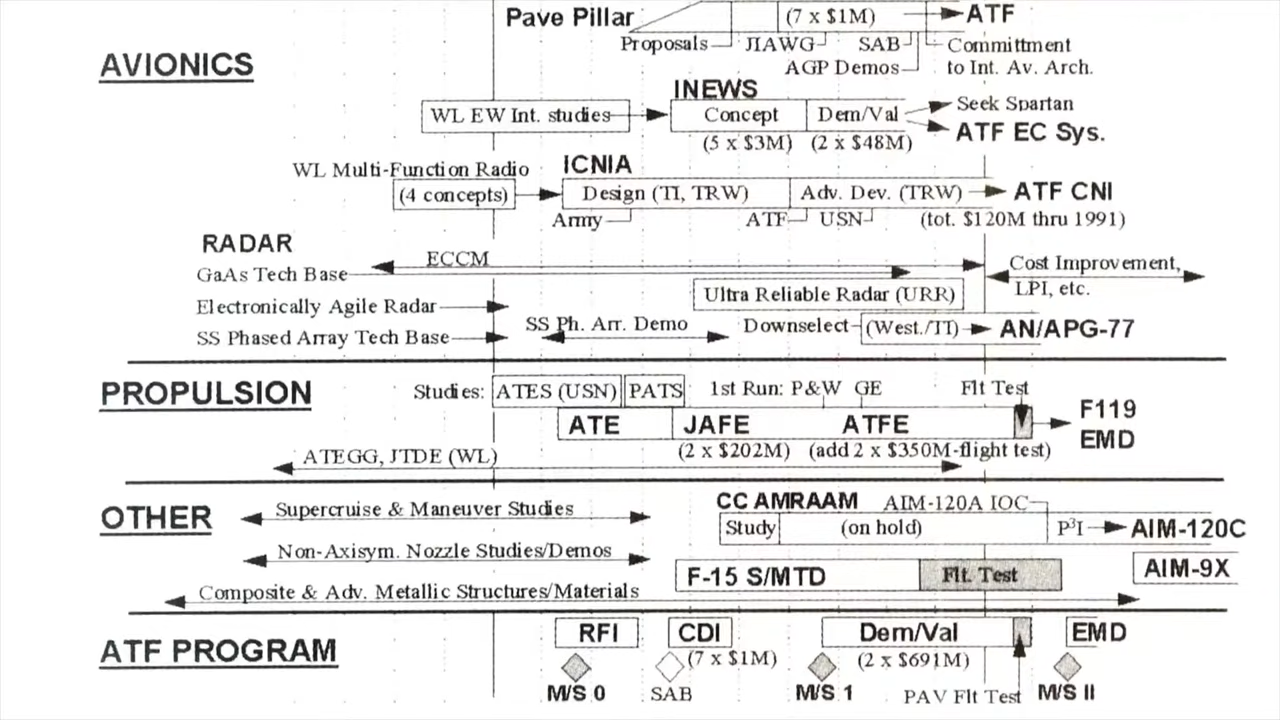 Pave Pillar (7 x $1M) ATF
Proposals JIAWG SAB Committment
AGP Demos to Int. Av. Arch.
AVIONICS
INEWS
WL EW Int. studies Concept Dem/Val Seek Spartan
ATF EC Sys.
(5 x $3M) (2 x $48M)
WL Multi-Function Radio ICNIA
(4 concepts) Design (TI, TRW) Adv. Dev. (TRW) ATF CNI
Army ATF USN (tot. $120M thru 1991)
RADAR
ECCM
GaAs Tech Base Cost Improvement,
LPI, etc.
Ultra Reliable Radar (URR)
Electronically Agile Radar
SS Phased Array Tech Base SS Ph. Arr. Demo Downselect (West./TI) AN/APG-77
PROPULSION Studies: ATES (USN) PATS 1st Run: P&W GE Flt Test
ATE JAFE ATFE F119
EMD
(2 x $202M) (add 2 x $350M-flight test)
ATEGG, JTDE (WL)
OTHER
CC AMRAAM AIM-120A IOC
Supercruise & Maneuver Studies Study (on hold) P³I AIM-120C
Non-Axisym. Nozzle Studies/Demos
F-15 S/MTD Flt. Test AIM-9X
Composite & Adv. Metallic Structures/Materials
ATF PROGRAM
RFI CDI Dem/Val EMD
(7 x $1M) (2 x $691M)
M/S 0 SAB M/S 1 PAV Flt Test M/S II